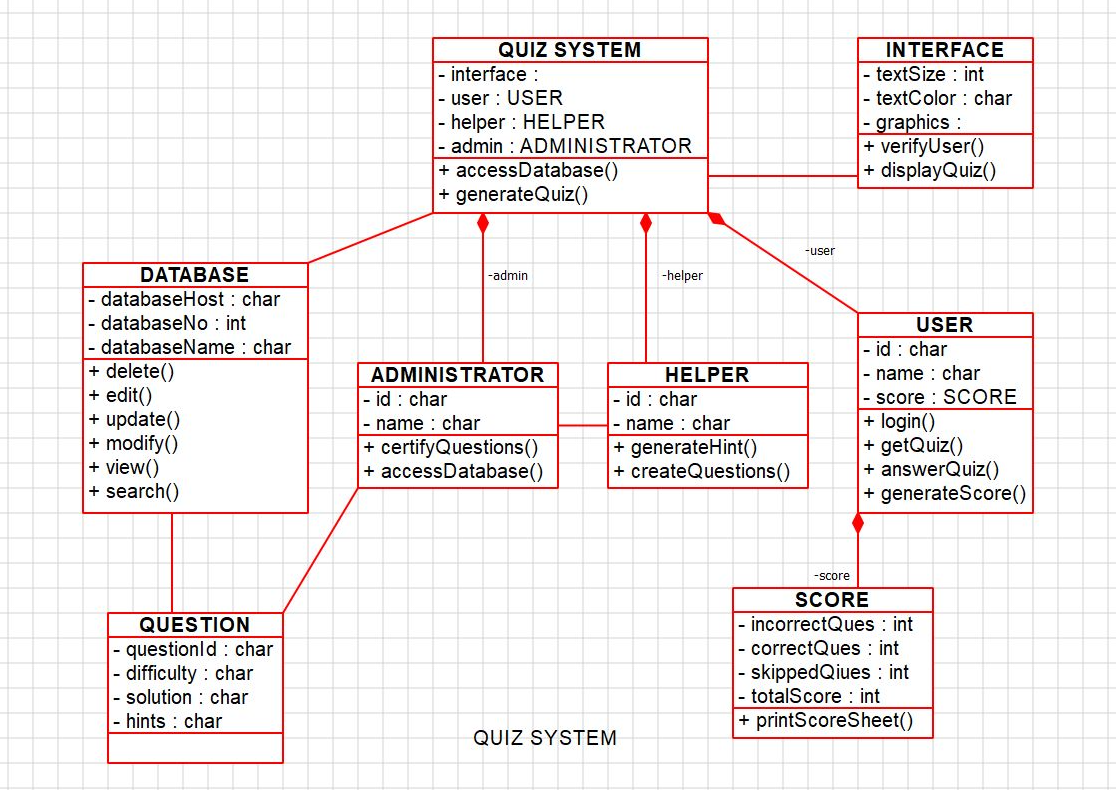 QUIZ SYSTEM
- interface :
- user : USER
- helper : HELPER
- admin : ADMINISTRATOR
+ accessDatabase()
+ generateQuiz()
INTERFACE
- textSize : int
- textColor : char
- graphics :
+ verifyUser()
+ displayQuiz()
-admin
-helper
-user
DATABASE
- databaseHost : char
- databaseNo : int
- databaseName : char
+ delete()
+ edit()
+ update()
+ modify()
+ view()
+ search()
ADMINISTRATOR
- id : char
- name : char
+ certifyQuestions()
+ accessDatabase()
HELPER
- id : char
- name : char
+ generateHint()
+ createQuestions()
USER
- id : char
- name : char
- score : SCORE
+ login()
+ getQuiz()
+ answerQuiz()
+ generateScore()
-score
QUESTION
- questionId : char
- difficulty : char
- solution : char
- hints : char
SCORE
- incorrectQues : int
- correctQues : int
- skippedQiues : int
- totalScore : int
+ printScoreSheet()
QUIZ SYSTEM